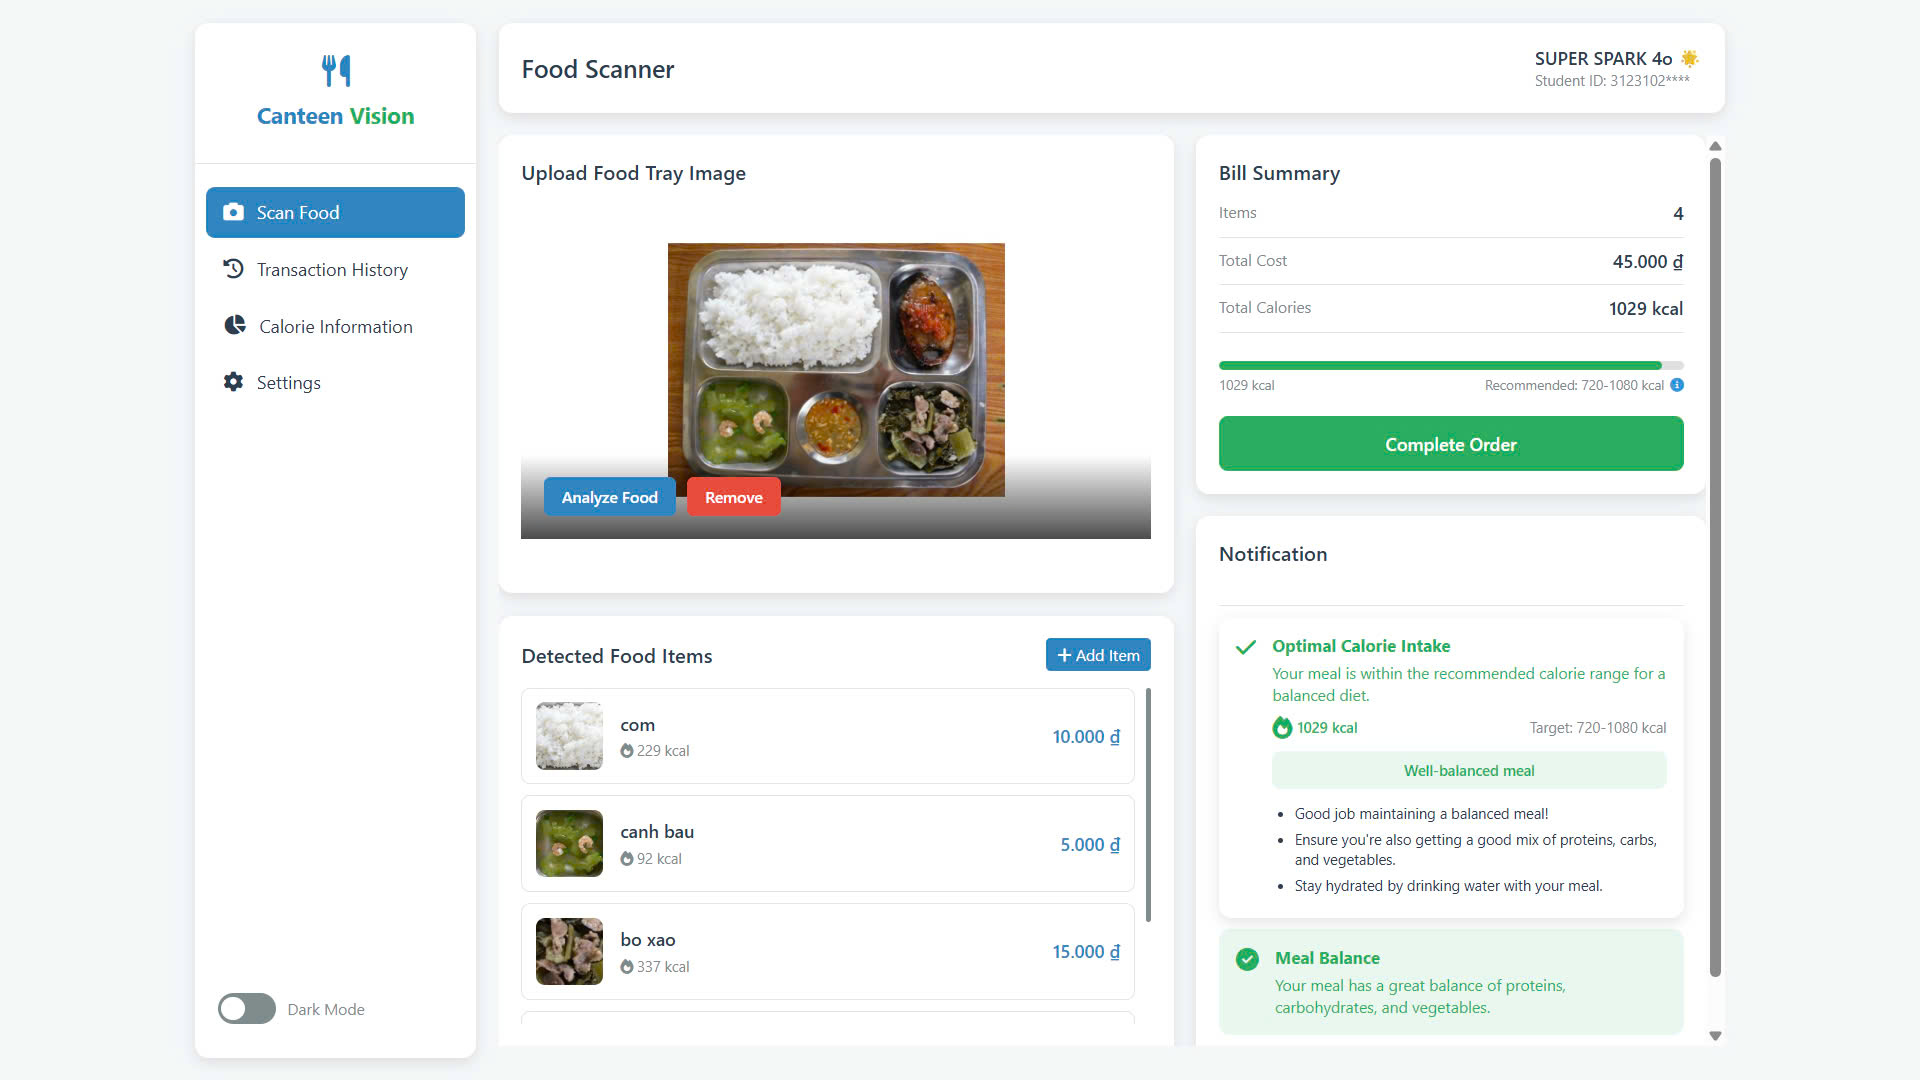 Canteen Vision
Scan Food
Transaction History
Calorie Information
Settings
Dark Mode
Food Scanner
SUPER SPARK 4o 🌟
Student ID: 3123102****
Upload Food Tray Image
Analyze Food
Remove
Detected Food Items
+ Add Item
com
229 kcal
10.000 ₫
canh bau
92 kcal
5.000 ₫
bo xao
337 kcal
15.000 ₫
Bill Summary
Items
4
Total Cost
45.000 ₫
Total Calories
1029 kcal
1029 kcal
Recommended: 720-1080 kcal
Complete Order
Notification
Optimal Calorie Intake
Your meal is within the recommended calorie range for a
balanced diet.
1029 kcal
Target: 720-1080 kcal
Well-balanced meal
• Good job maintaining a balanced meal!
• Ensure you're also getting a good mix of proteins, carbs,
and vegetables.
• Stay hydrated by drinking water with your meal.
Meal Balance
Your meal has a great balance of proteins,
carbohydrates, and vegetables.